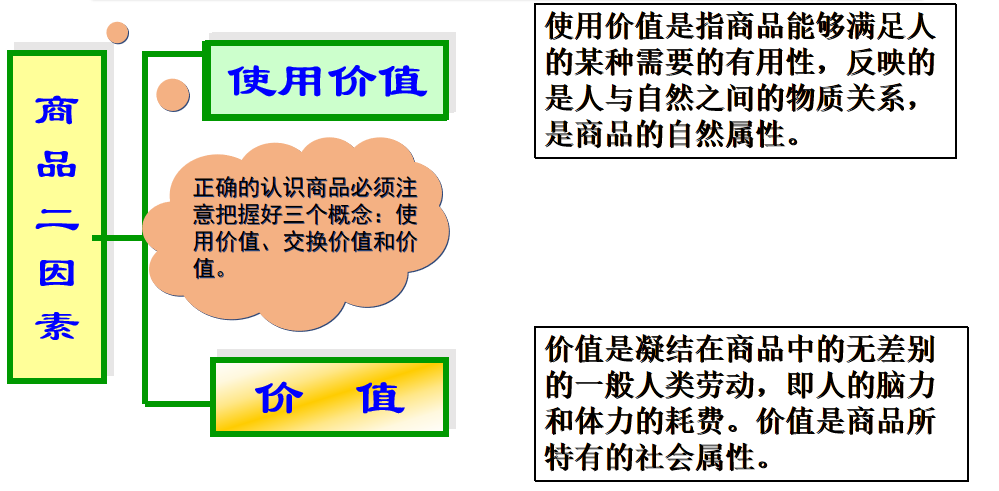 商品二因素
使用价值
正确的认识商品必须注
意把握好三个概念：使
用价值、交换价值和价
值。
价 值
使用价值是指商品能够满足人
的某种需要的有用性，反映的
是人与自然之间的物质关系，
是商品的自然属性。
价值是凝结在商品中的无差别
的一般人类劳动，即人的脑力
和体力的耗费。价值是商品所
特有的社会属性。